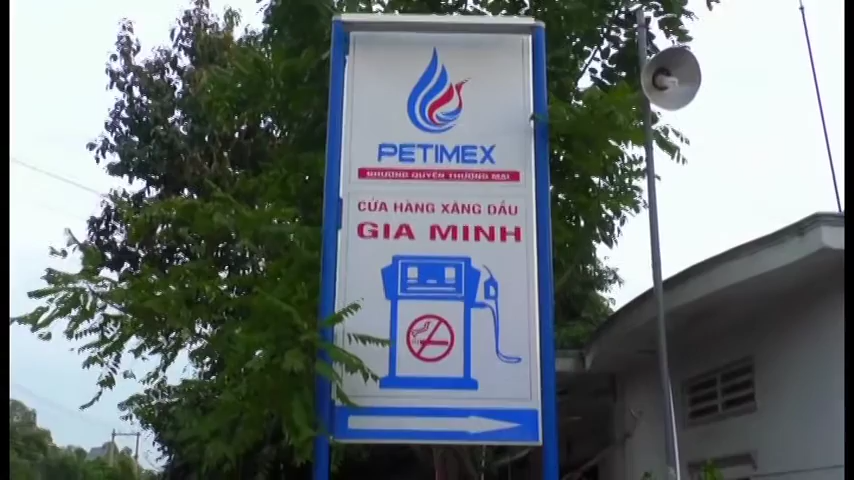 PETIMEX
NHƯỢNG QUYỀN THƯƠNG MẠI
CỬA HÀNG XĂNG DẦU
GIA MINH